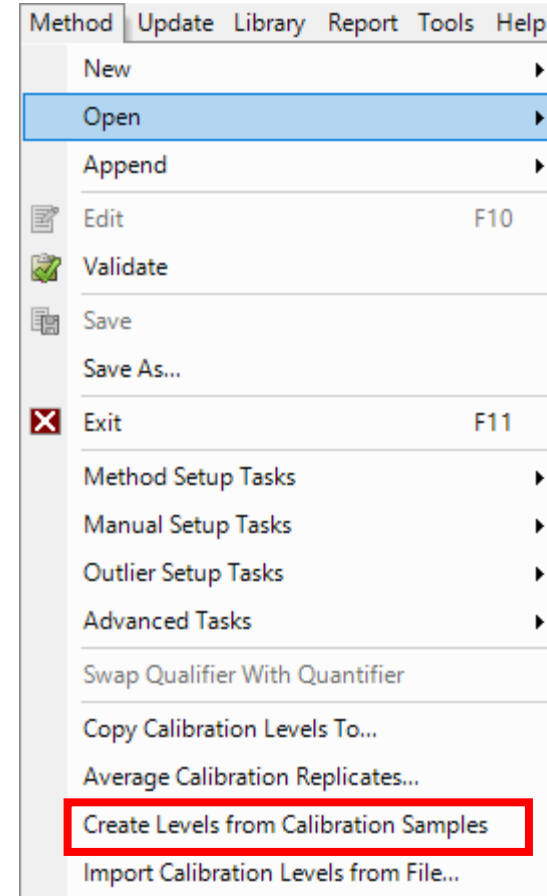 Method Update Library Report Tools Help
New
Open
Append
Edit F10
Validate
Save
Save As...
Exit F11
Method Setup Tasks
Manual Setup Tasks
Outlier Setup Tasks
Advanced Tasks
Swap Qualifier With Quantifier
Copy Calibration Levels To...
Average Calibration Replicates...
Create Levels from Calibration Samples
Import Calibration Levels from File...